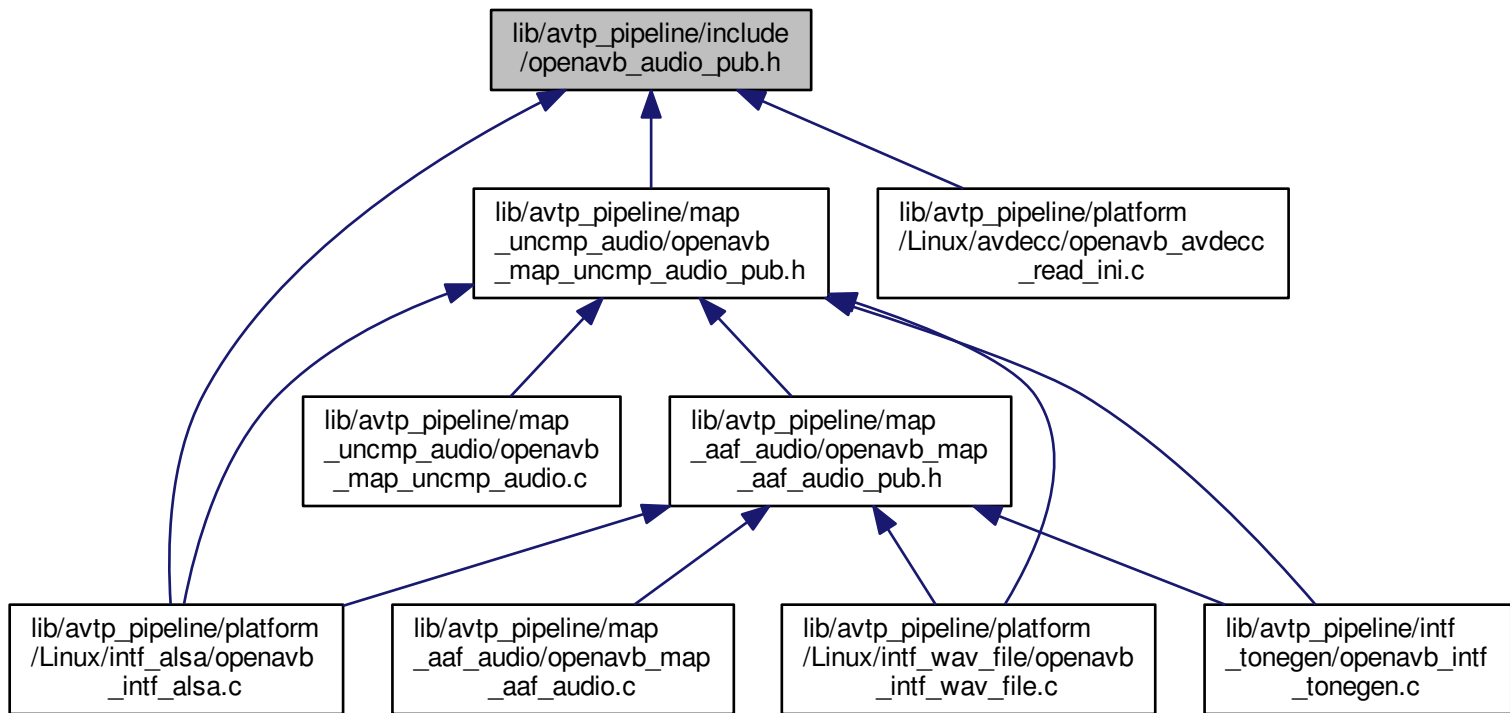 lib/avtp_pipeline/include
/openavb_audio_pub.h
lib/avtp_pipeline/map
_uncmp_audio/openavb
_map_uncmp_audio_pub.h
lib/avtp_pipeline/platform
/Linux/avdecc/openavb_avdecc
_read_ini.c
lib/avtp_pipeline/map
_uncmp_audio/openavb
_map_uncmp_audio.c
lib/avtp_pipeline/map
_aaf_audio/openavb_map
_aaf_audio_pub.h
lib/avtp_pipeline/platform
/Linux/intf_alsa/openavb
_intf_alsa.c
lib/avtp_pipeline/map
_aaf_audio/openavb_map
_aaf_audio.c
lib/avtp_pipeline/platform
/Linux/intf_wav_file/openavb
_intf_wav_file.c
lib/avtp_pipeline/intf
_tonegen/openavb_intf
_tonegen.c